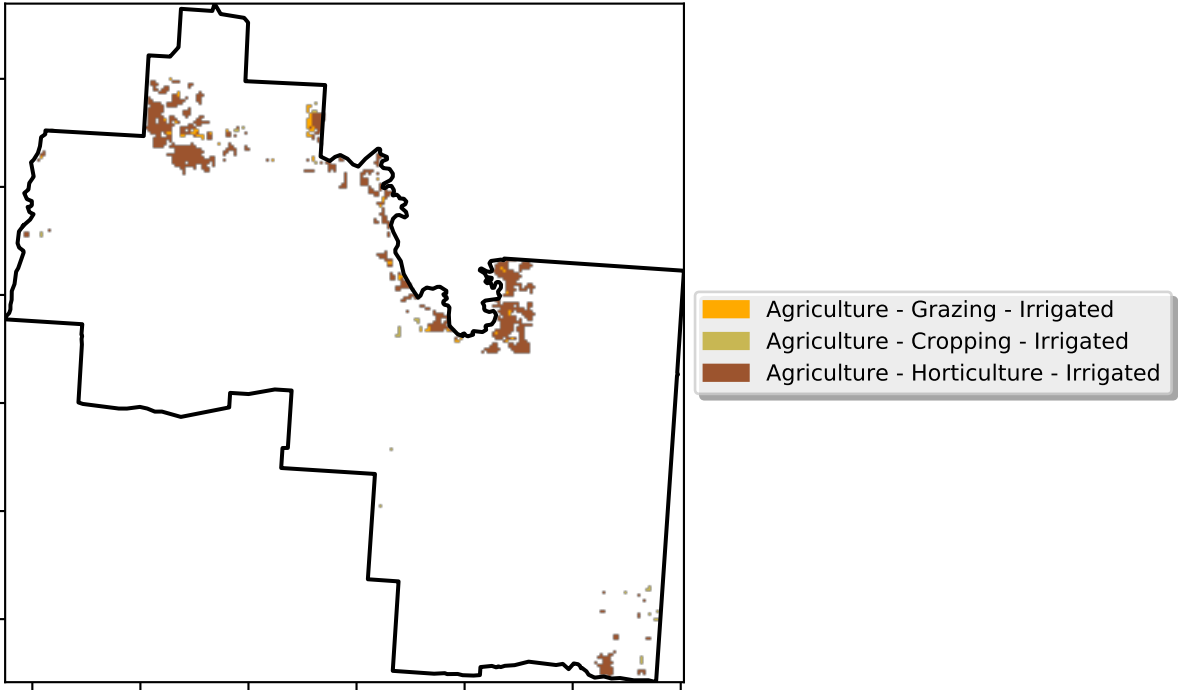 Agriculture - Grazing - Irrigated
Agriculture - Cropping - Irrigated
Agriculture - Horticulture - Irrigated